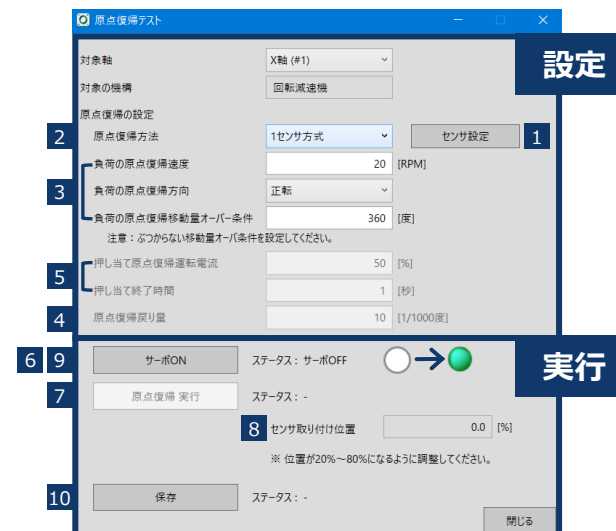 原点復帰テスト
設定
対象軸 X軸 (#1)
対象の機構 回転減速機
原点復帰の設定
2 原点復帰方法 1センサ方式 センサ設定 1
負荷の原点復帰速度 20 [RPM]
3 負荷の原点復帰方向 正転
負荷の原点復帰移動量オーバー条件 360 [度]
注意：ぶつからない移動量オーバ条件を設定してください。
5 押し当て原点復帰運転電流 50 [%]
押し当て終了時間 1 [秒]
4 原点復帰戻り量 10 [1/1000度]
実行
6 9 サーボON ステータス： サーボOFF
7 原点復帰 実行 ステータス： -
8 センサ取り付け位置 0.0 [%]
※ 位置が20%～80%になるように調整してください。
10 保存 ステータス： -
閉じる